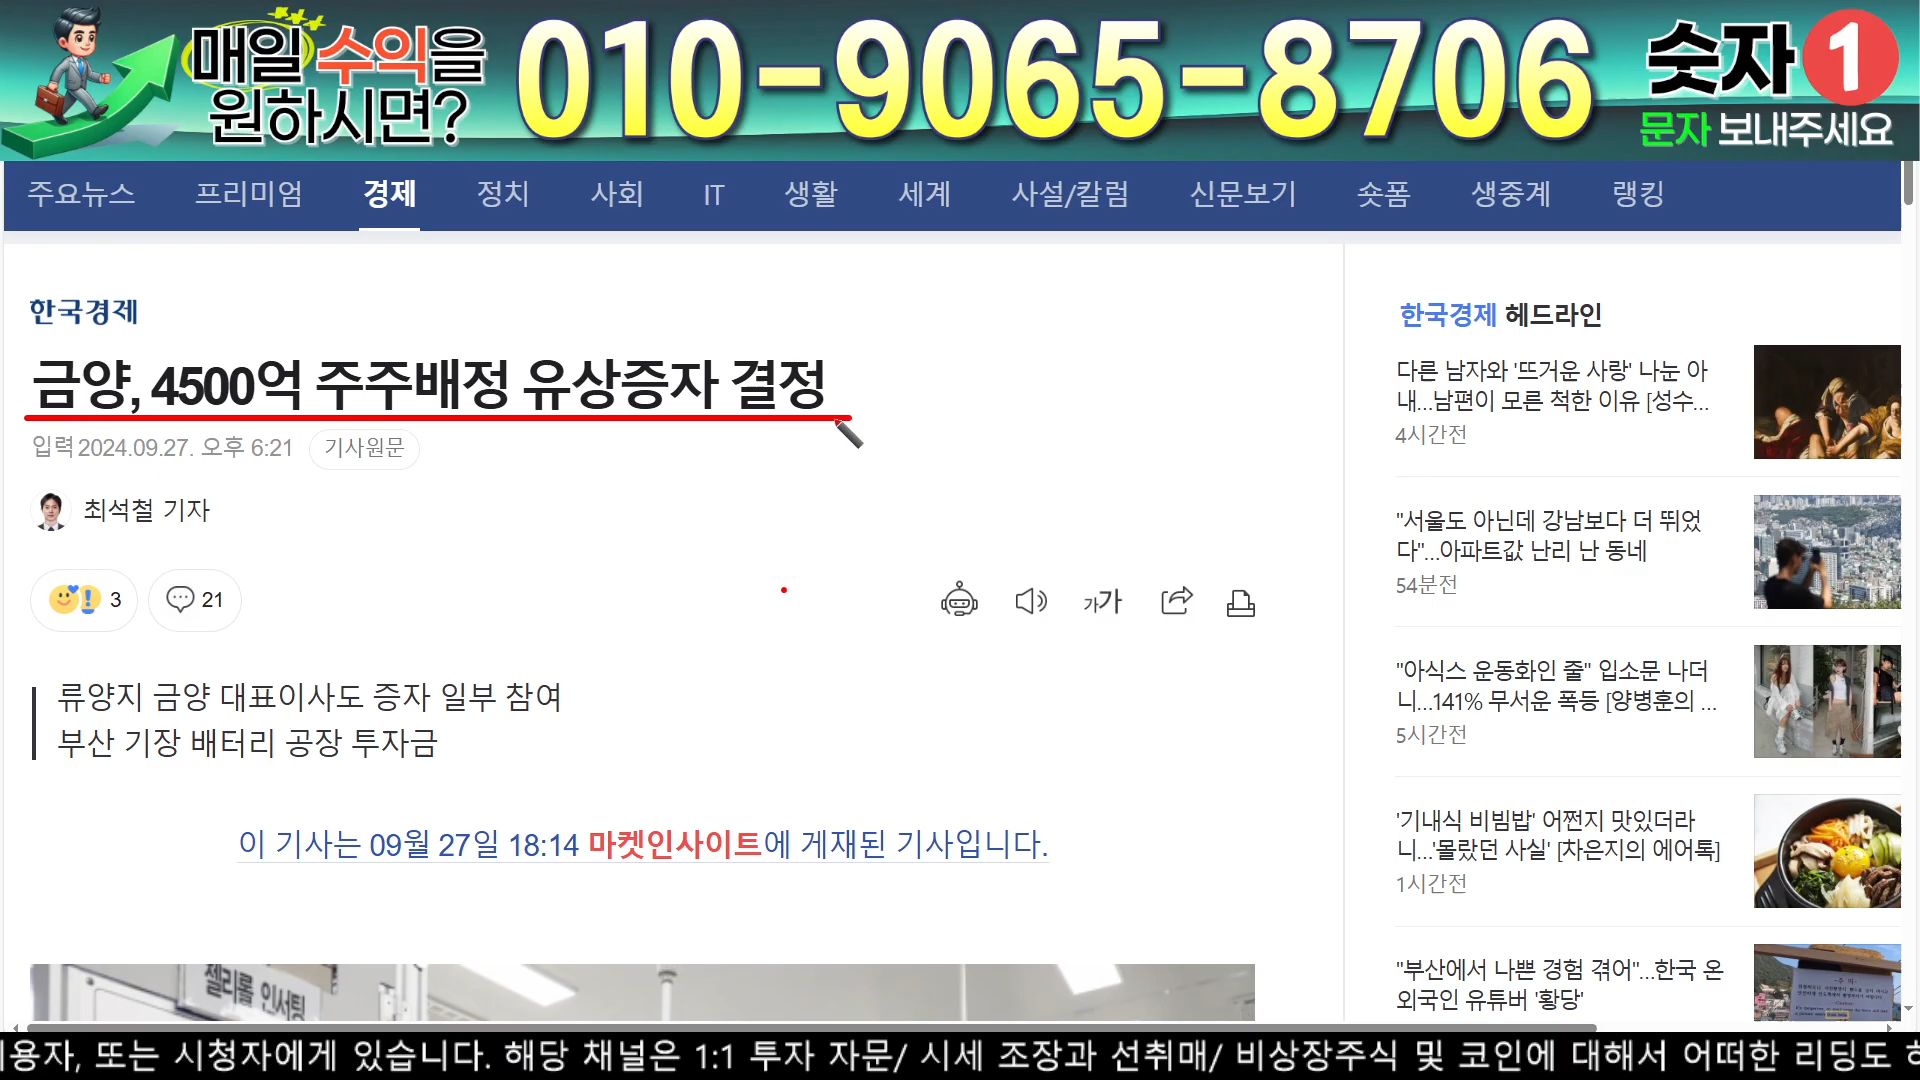 매일 수익을
원하시면?
010-9065-8706
숫자 1
문자 보내주세요
주요뉴스 프리미엄 경제 정치 사회 IT 생활 세계 사설/칼럼 신문보기 숏폼 생중계 랭킹
한국경제
금양, 4500억 주주배정 유상증자 결정
입력 2024.09.27. 오후 6:21 기사원문
최석철 기자
3 21
가가
류양지 금양 대표이사도 증자 일부 참여
부산 기장 배터리 공장 투자금
이 기사는 09월 27일 18:14 마켓인사이트에 게재된 기사입니다.
젤리롤 인서팅
한국경제 헤드라인
다른 남자와 '뜨거운 사랑' 나눈 아
내...남편이 모른 척한 이유 [성수...
4시간전
"서울도 아닌데 강남보다 더 뛰었
다"...아파트값 난리 난 동네
54분전
"아식스 운동화인 줄" 입소문 나더
니...141% 무서운 폭등 [양병훈의 ...
5시간전
'기내식 비빔밥' 어쩐지 맛있더라
니...'몰랐던 사실' [차은지의 에어톡]
1시간전
"부산에서 나쁜 경험 겪어"...한국 온
외국인 유튜버 '황당'
용자, 또는 시청자에게 있습니다. 해당 채널은 1:1 투자 자문/ 시세 조장과 선취매/ 비상장주식 및 코인에 대해서 어떠한 리딩도